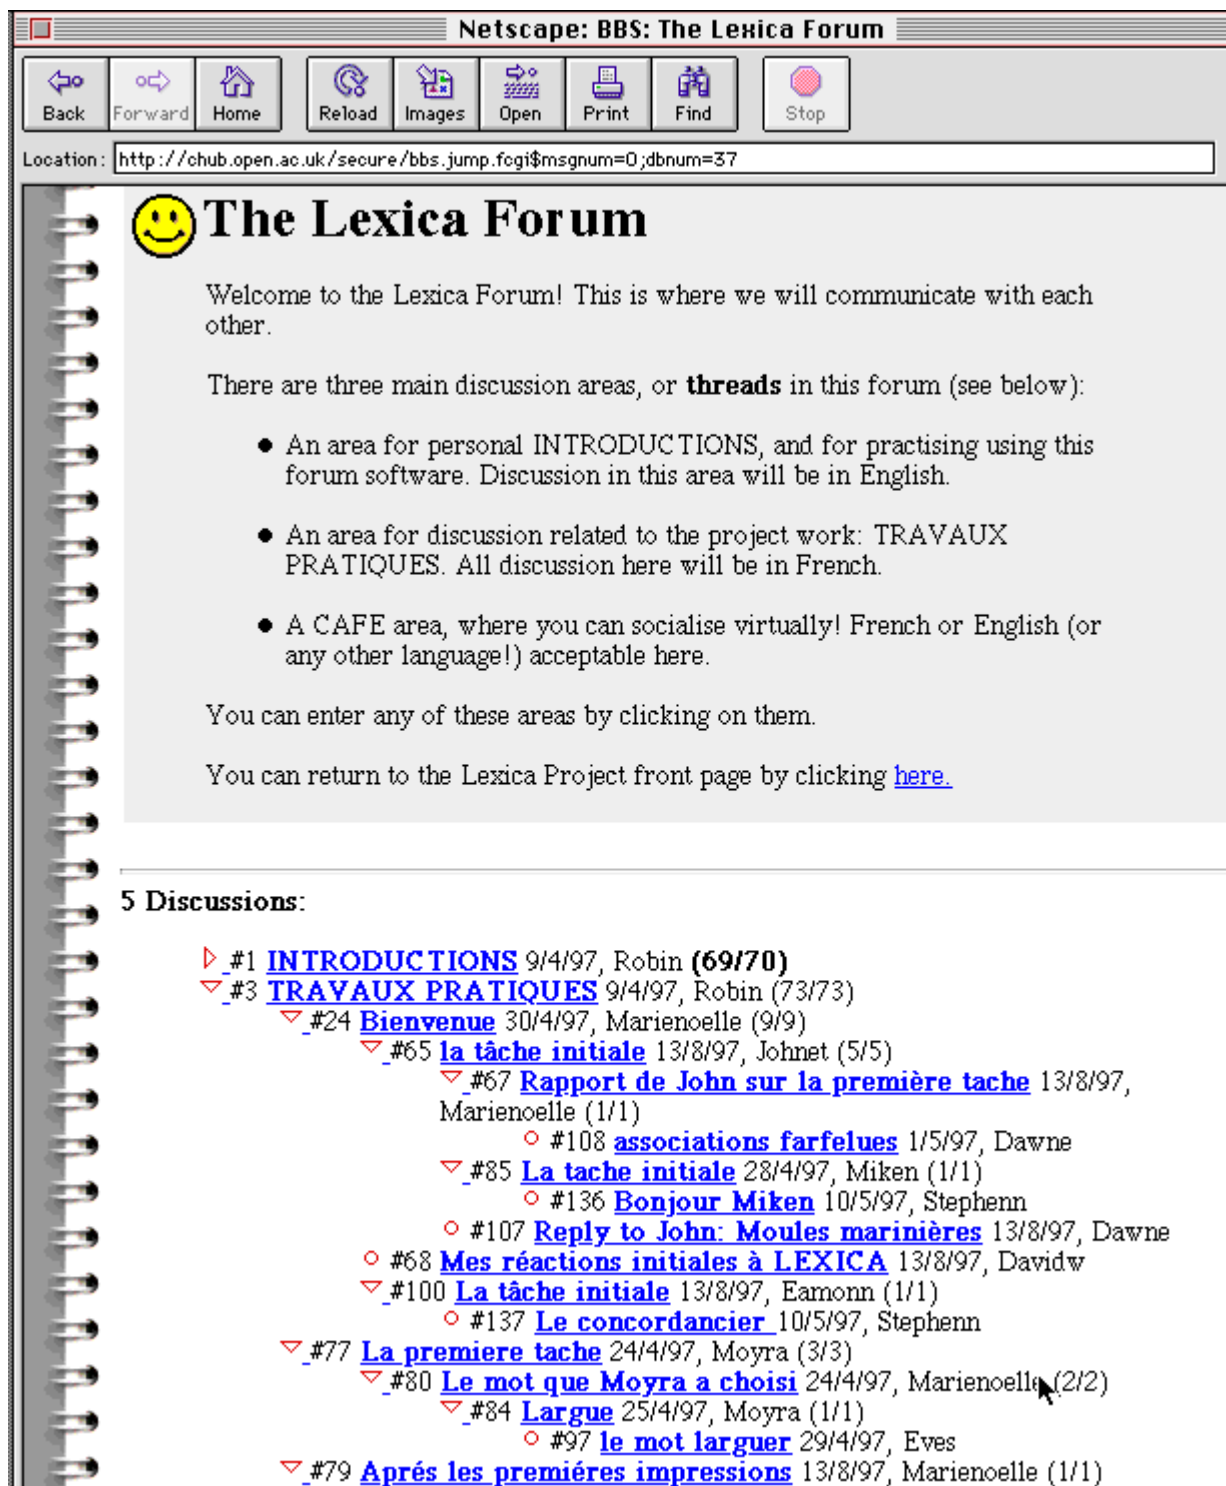 Netscape: BBS: The Lexica Forum
Back Forward Home Reload Images Open Print Find Stop
Location: http://chub.open.ac.uk/secure/bbs.jump.fcgi$msgnum=0;dbnum=37
The Lexica Forum
Welcome to the Lexica Forum! This is where we will communicate with each
other.
There are three main discussion areas, or threads in this forum (see below):
● An area for personal INTRODUCTIONS, and for practising using this
forum software. Discussion in this area will be in English.
● An area for discussion related to the project work: TRAVAUX
PRATIQUES. All discussion here will be in French.
● A CAFE area, where you can socialise virtually! French or English (or
any other language!) acceptable here.
You can enter any of these areas by clicking on them.
You can return to the Lexica Project front page by clicking here.
5 Discussions:
#1 INTRODUCTIONS 9/4/97, Robin (69/70)
#3 TRAVAUX PRATIQUES 9/4/97, Robin (73/73)
#24 Bienvenue 30/4/97, Marienoelle (9/9)
#65 la tâche initiale 13/8/97, Johnet (5/5)
#67 Rapport de John sur la première tache 13/8/97,
Marienoelle (1/1)
#108 associations farfelues 1/5/97, Dawne
#85 La tache initiale 28/4/97, Miken (1/1)
#136 Bonjour Miken 10/5/97, Stephenn
#107 Reply to John: Moules marinières 13/8/97, Dawne
#68 Mes réactions initiales à LEXICA 13/8/97, Davidw
#100 La tâche initiale 13/8/97, Eamonn (1/1)
#137 Le concordancier 10/5/97, Stephenn
#77 La premiere tache 24/4/97, Moyra (3/3)
#80 Le mot que Moyra a choisi 24/4/97, Marienoelle (2/2)
#84 Largue 25/4/97, Moyra (1/1)
#97 le mot larguer 29/4/97, Eves
#79 Aprés les premiéres impressions 13/8/97, Marienoelle (1/1)